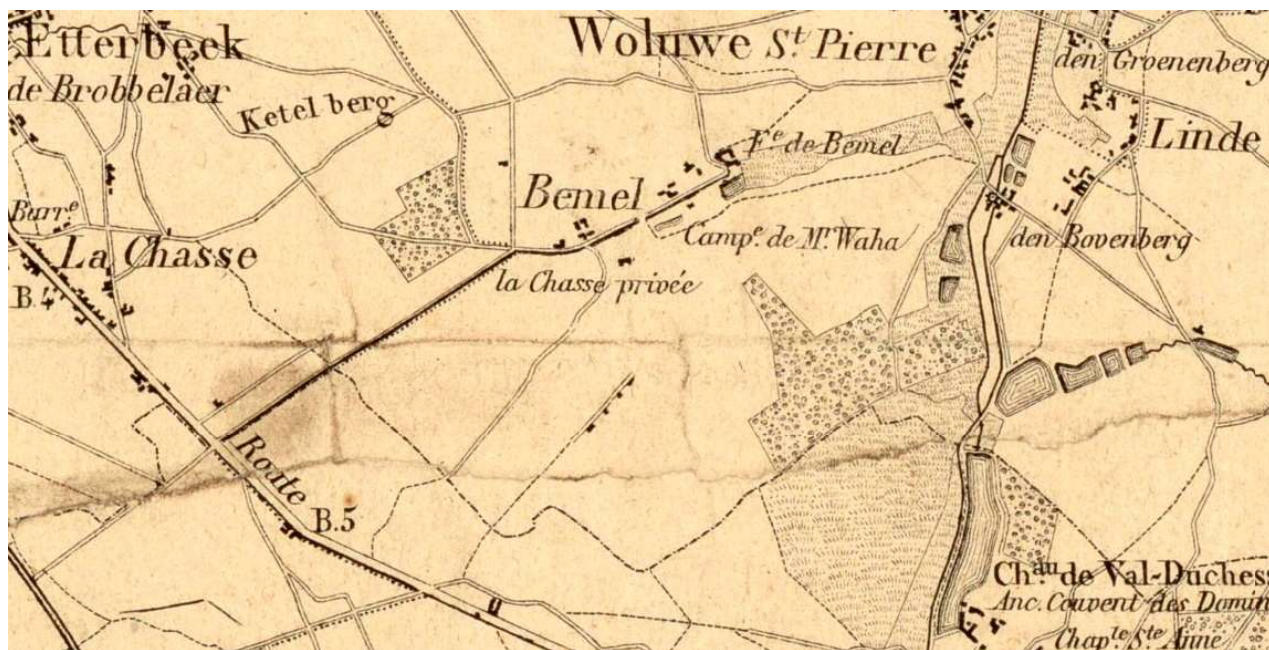 Etterbeek
de Brobbelaer
Ketel berg
Woluwe St. Pierre
den Groenenberg
Linde
Fe. de Bemel
Bemel
Barre.
La Chasse
Campe. de Mr. Waha
den Bovenberg
la Chasse privée
B.4
Route
B.5
Chau. de Val-Duchess
Anc. Couvent des Domin
Chaple. Ste. Anne